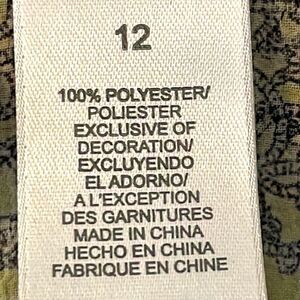 12
100% POLYESTER/
POLIESTER
EXCLUSIVE OF
DECORATION/
EXCLUYENDO
EL ADORNO/
A L'EXCEPTION
DES GARNITURES
MADE IN CHINA
HECHO EN CHINA
FABRIQUE EN CHINE